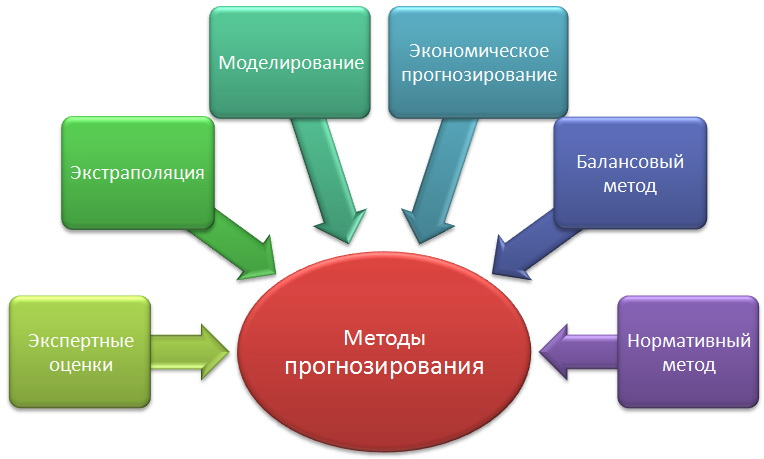 Моделирование
Экономическое
прогнозирование
Экстраполяция
Балансовый
метод
Экспертные
оценки
Методы
прогнозирования
Нормативный
метод